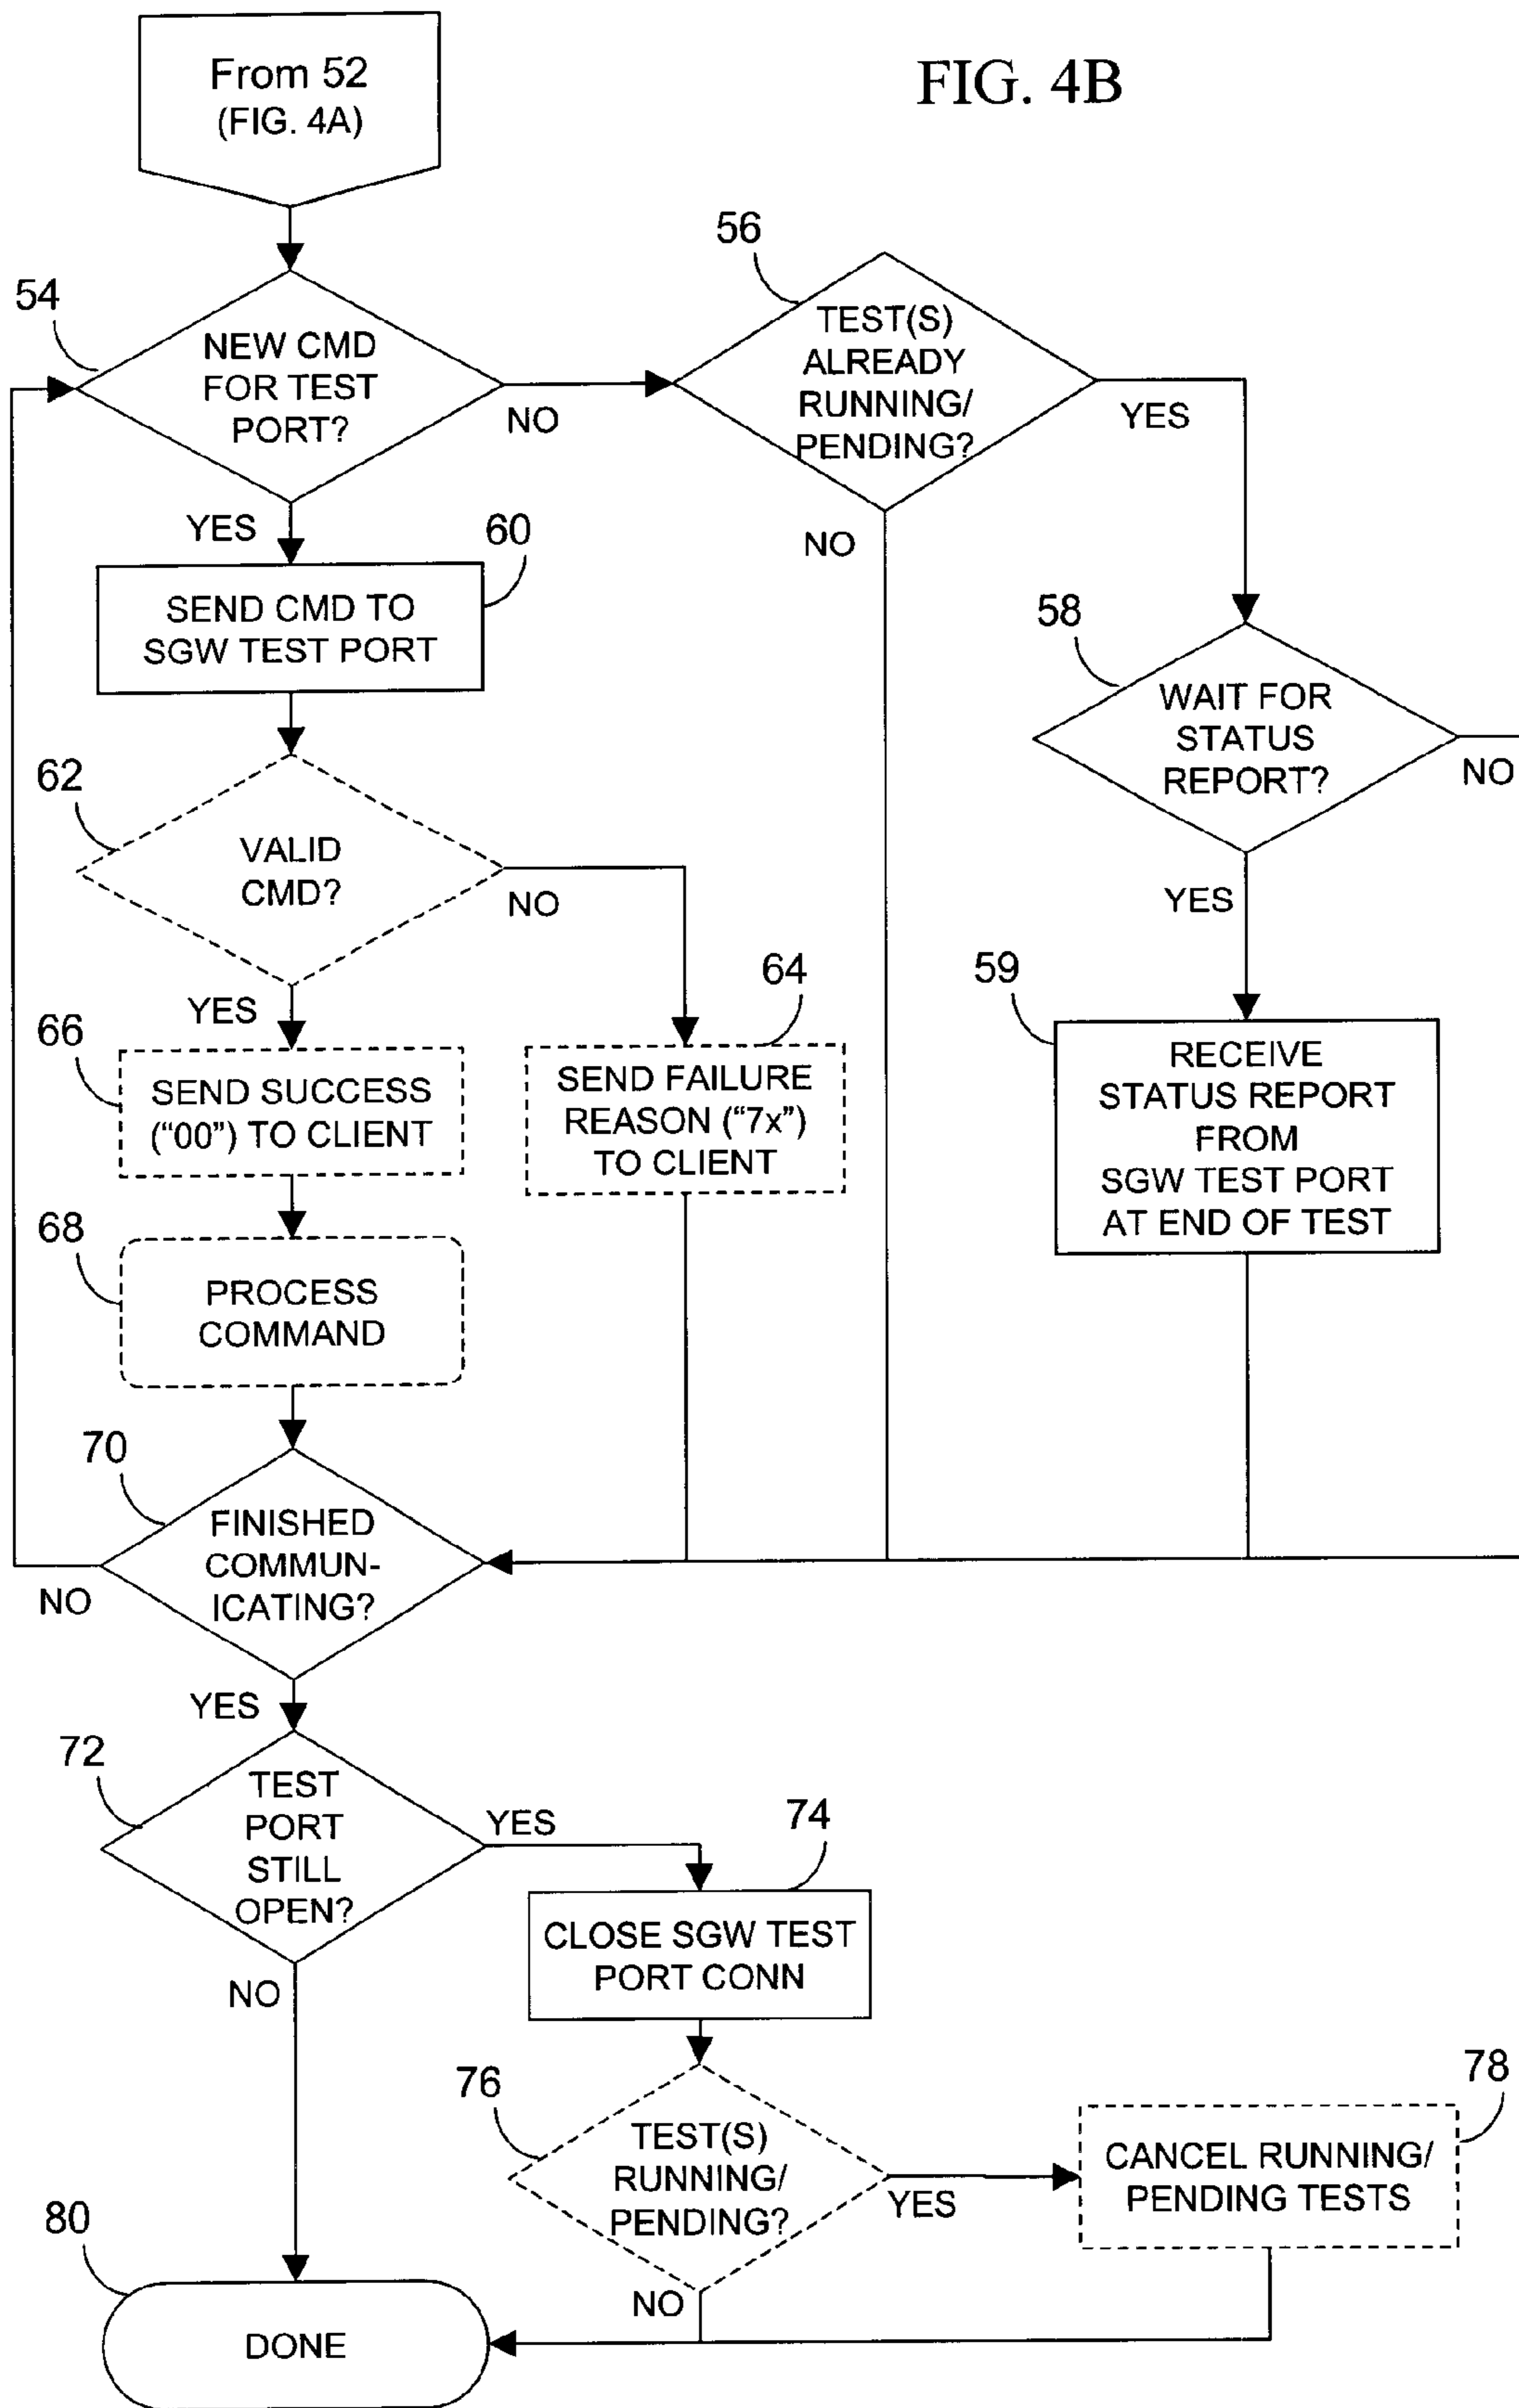 From 52
(FIG. 4A)
FIG. 4B
54
NEW CMD
FOR TEST
PORT?
NO
YES
56
TEST(S)
ALREADY
RUNNING/
PENDING?
YES
NO
60
SEND CMD TO
SGW TEST PORT
58
WAIT FOR
STATUS
REPORT?
NO
YES
62
VALID
CMD?
NO
YES
64
SEND FAILURE
REASON (“7x”)
TO CLIENT
59
RECEIVE
STATUS REPORT
FROM
SGW TEST PORT
AT END OF TEST
66
SEND SUCCESS
(“00”) TO CLIENT
68
PROCESS
COMMAND
70
FINISHED
COMMUN-
ICATING?
NO
YES
72
TEST
PORT
STILL
OPEN?
YES
NO
74
CLOSE SGW TEST
PORT CONN
76
TEST(S)
RUNNING/
PENDING?
YES
NO
78
CANCEL RUNNING/
PENDING TESTS
80
DONE